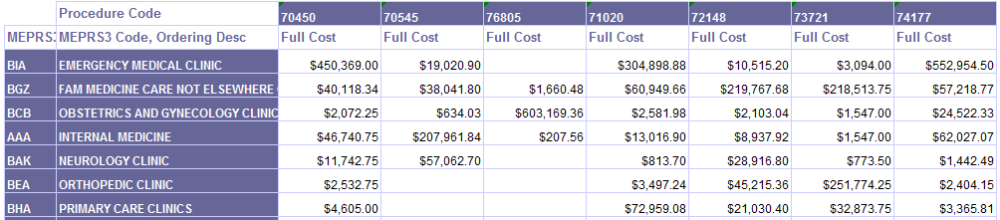 Procedure Code 70450 70545 76805 71020 72148 73721 74177
MEPRS3 MEPRS3 Code, Ordering Desc Full Cost Full Cost Full Cost Full Cost Full Cost Full Cost Full Cost
BIA EMERGENCY MEDICAL CLINIC $450,369.00 $19,020.90 $304,898.88 $10,515.20 $3,094.00 $552,954.50
BGZ FAM MEDICINE CARE NOT ELSEWHERE $40,118.34 $38,041.80 $1,660.48 $60,949.66 $219,767.68 $218,513.75 $57,218.77
BCB OBSTETRICS AND GYNECOLOGY CLINIC $2,072.25 $634.03 $603,169.36 $2,581.98 $2,103.04 $1,547.00 $24,522.33
AAA INTERNAL MEDICINE $46,740.75 $207,961.84 $207.56 $13,016.90 $8,937.92 $1,547.00 $62,027.07
BAK NEUROLOGY CLINIC $11,742.75 $57,062.70 $813.70 $28,916.80 $773.50 $1,442.49
BEA ORTHOPEDIC CLINIC $2,532.75 $3,497.24 $45,215.36 $251,774.25 $2,404.15
BHA PRIMARY CARE CLINICS $4,605.00 $72,959.08 $21,030.40 $32,873.75 $3,365.81